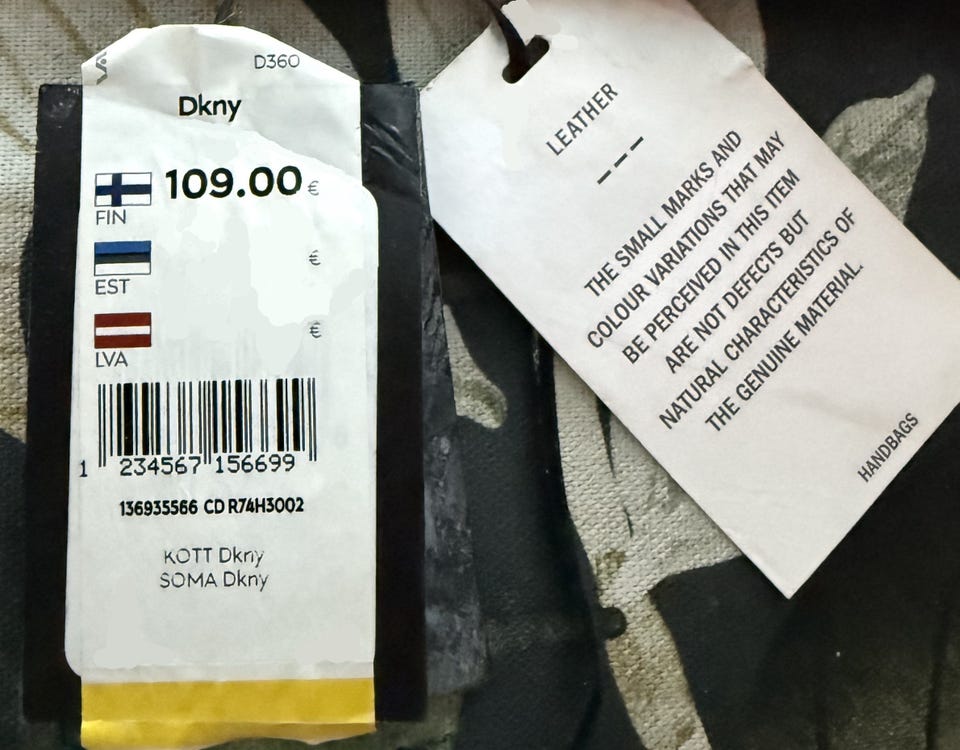 D360
Dkny
109.00 €
FIN
€
EST
€
LVA
1 234567 156699
136935566 CD R74H3002
KOTT Dkny
SOMA Dkny
LEATHER
THE SMALL MARKS AND
COLOUR VARIATIONS THAT MAY
BE PERCEIVED IN THIS ITEM
ARE NOT DEFECTS BUT
NATURAL CHARACTERISTICS OF
THE GENUINE MATERIAL.
HANDBAGS